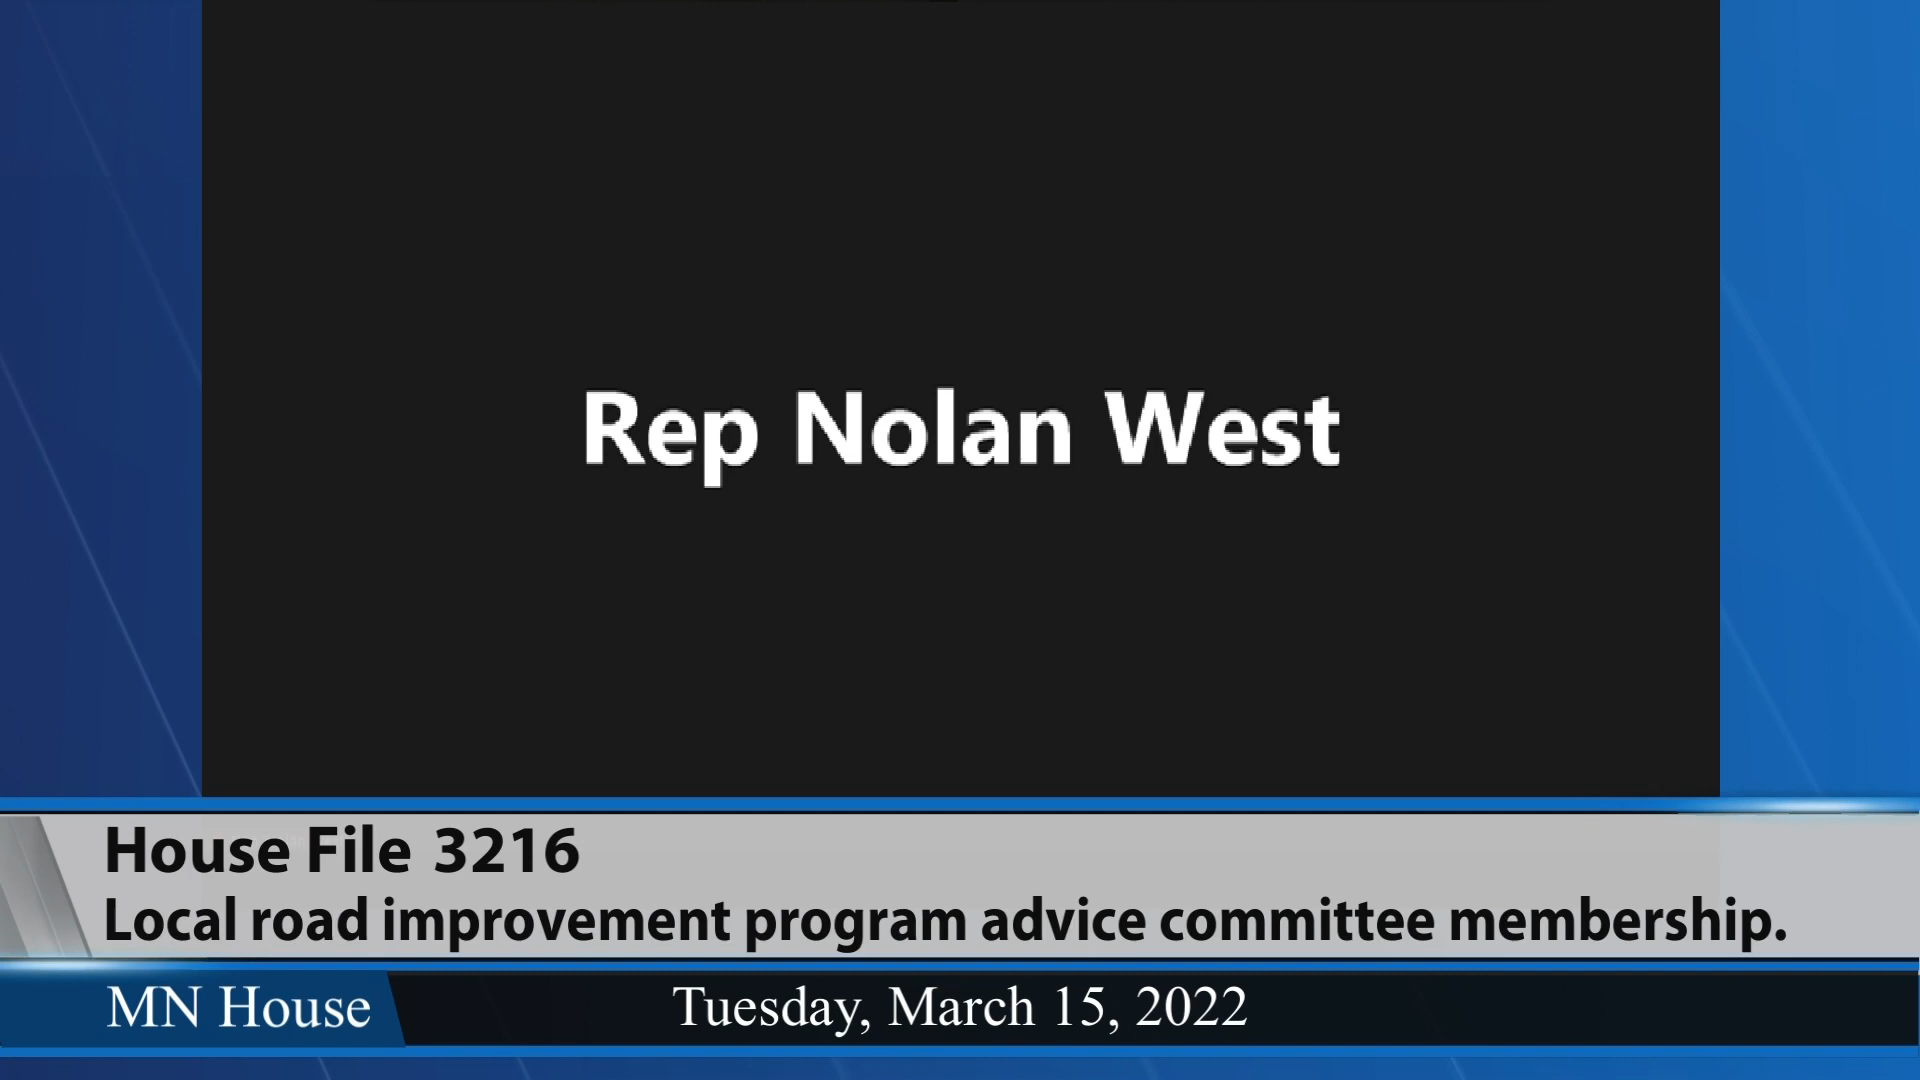 Rep Nolan West
House File 3216
Local road improvement program advice committee membership.
MN House
Tuesday, March 15, 2022